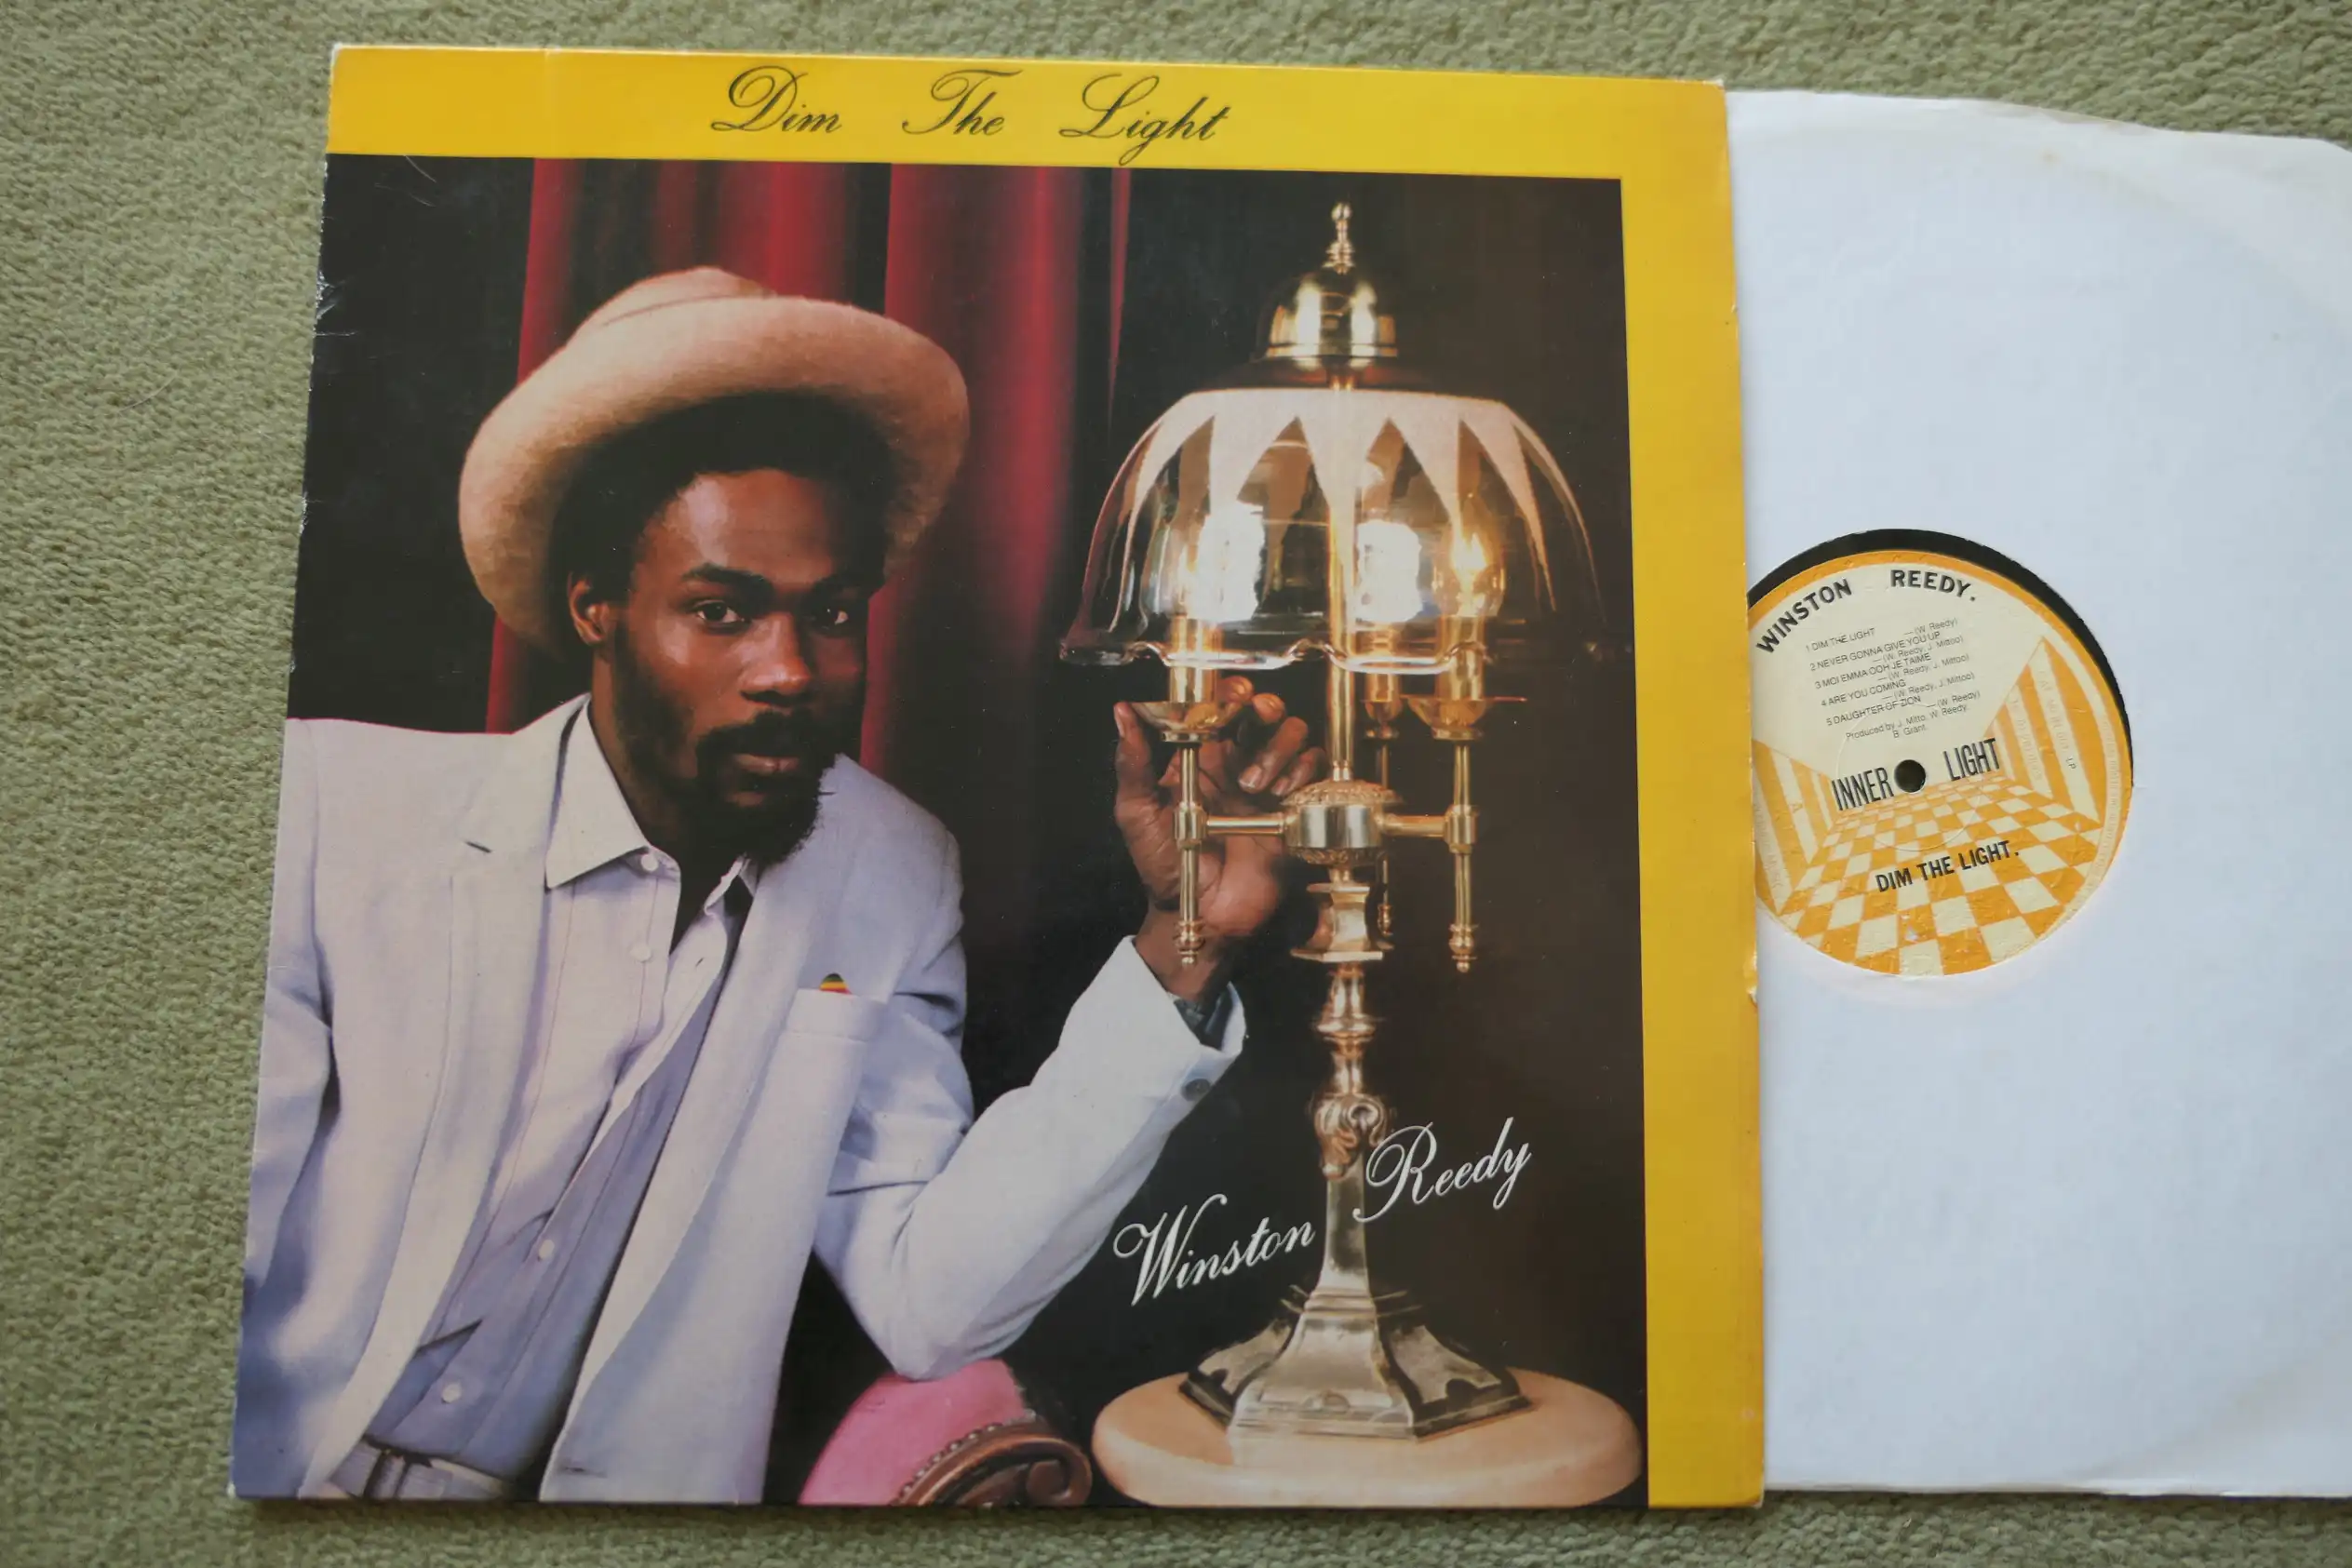 Dim The Light
Winston Reedy
WINSTON REEDY.
1 DIM THE LIGHT — (W. Reedy)
2 NEVER GONNA GIVE YOU UP
— (W. Reedy, J. Mittoo)
3 MOI EMMA OOH JE TAIME
— (W. Reedy, J. Mittoo)
4 ARE YOU COMING
— (W. Reedy, J. Mittoo)
5 DAUGHTER OF ZION — (W. Reedy)
Produced by J. Mitto, W. Reedy.
B. Grant.
INNER LIGHT
LP
DIM THE LIGHT.